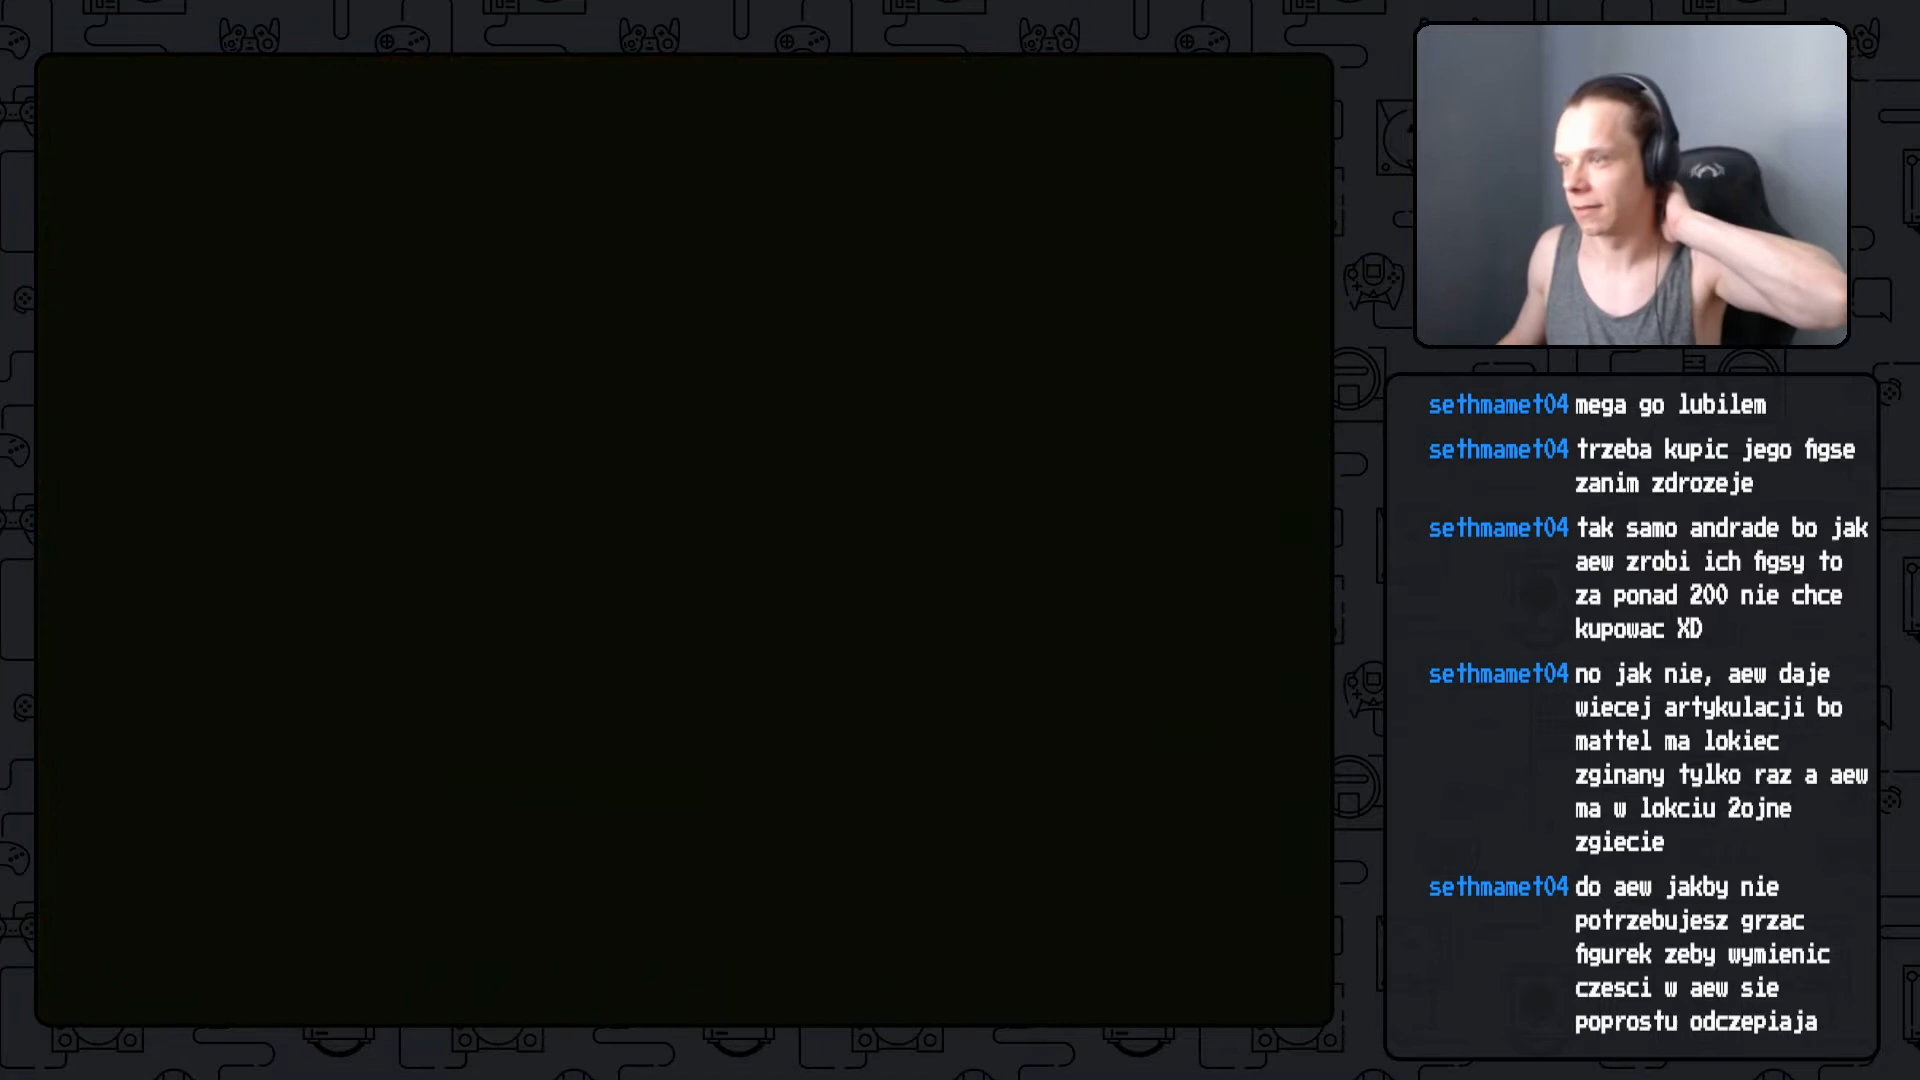 sethmamet04 mega go lubilem
sethmamet04 trzeba kupic jego figse
zanim zdrozeje
sethmamet04 tak samo andrade bo jak
aew zrobi ich figsy to
za ponad 200 nie chce
kupowac XD
sethmamet04 no jak nie, aew daje
wiecej artykulacji bo
mattel ma lokiec
zginany tylko raz a aew
ma w lokciu 2ojne
zgiecie
sethmamet04 do aew jakby nie
potrzebujesz grzac
figurek zeby wymienic
czesci w aew sie
poprostu odczepiaja